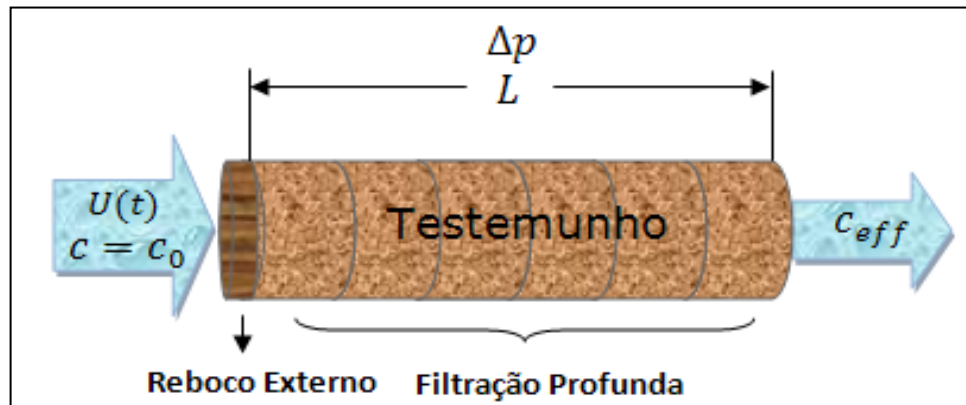 Δp
L
U(t)
C = C₀
Testemunho
C_eff
Reboco Externo
Filtração Profunda